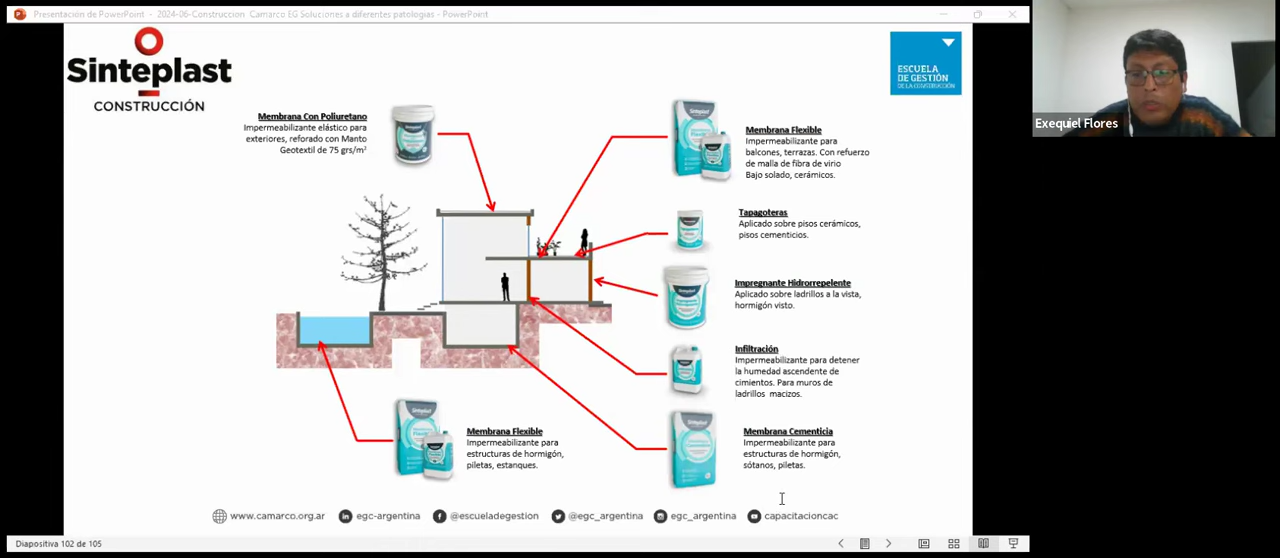 Presentación de PowerPoint - 2024-06-Construccion Camarco EG Soluciones a diferentes patologias - PowerPoint
Sinteplast
CONSTRUCCIÓN
ESCUELA
DE GESTIÓN
DE LA CONSTRUCCIÓN
Exequiel Flores
Membrana Con Poliuretano
Impermeabilizante elástico para
exteriores, reforado con Manto
Geotextil de 75 grs/m²
Membrana Flexible
Impermeabilizante para
balcones, terrazas. Con refuerzo
de malla de fibra de virio
Bajo solado, cerámicos.
Tapagoteras
Aplicado sobre pisos cerámicos,
pisos cementicios.
Impregnante Hidrorrepelente
Aplicado sobre ladrillos a la vista,
hormigón visto.
Infiltración
Impermeabilizante para detener
la humedad ascendente de
cimientos. Para muros de
ladrillos macizos.
Membrana Flexible
Impermeabilizante para
estructuras de hormigón,
piletas, estanques.
Membrana Cementicia
Impermeabilizante para
estructuras de hormigón,
sótanos, piletas.
www.camarco.org.ar egc-argentina @escueladegestion @egc_argentina egc_argentina capacitacioncac
Diapositiva 102 de 105